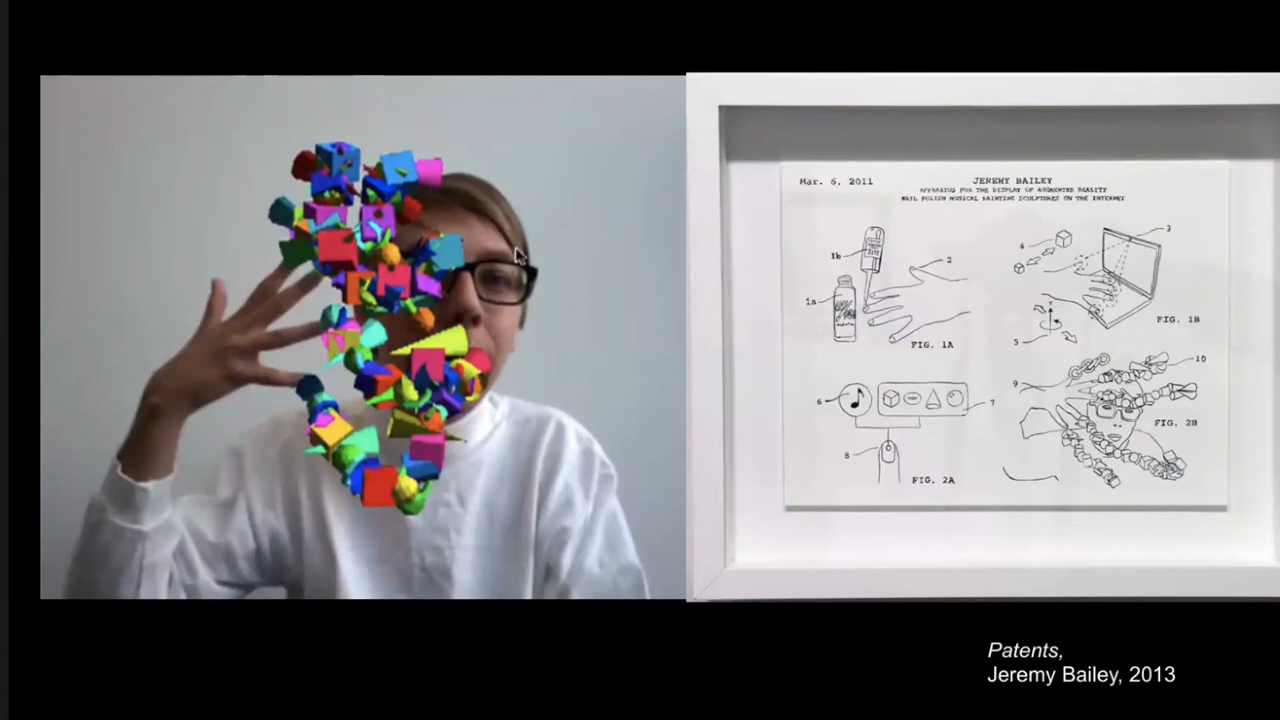 Mar. 6, 2011
JEREMY BAILEY
APPARATUS FOR THE DISPLAY OF AUGMENTED REALITY
NAIL POLISH MUSICAL PAINTING SCULPTURES ON THE INTERNET
1b
2
1a
FIG. 1A
4
3
5
FIG. 1B
6
7
8
FIG. 2A
9
10
FIG. 2B
Patents,
Jeremy Bailey, 2013